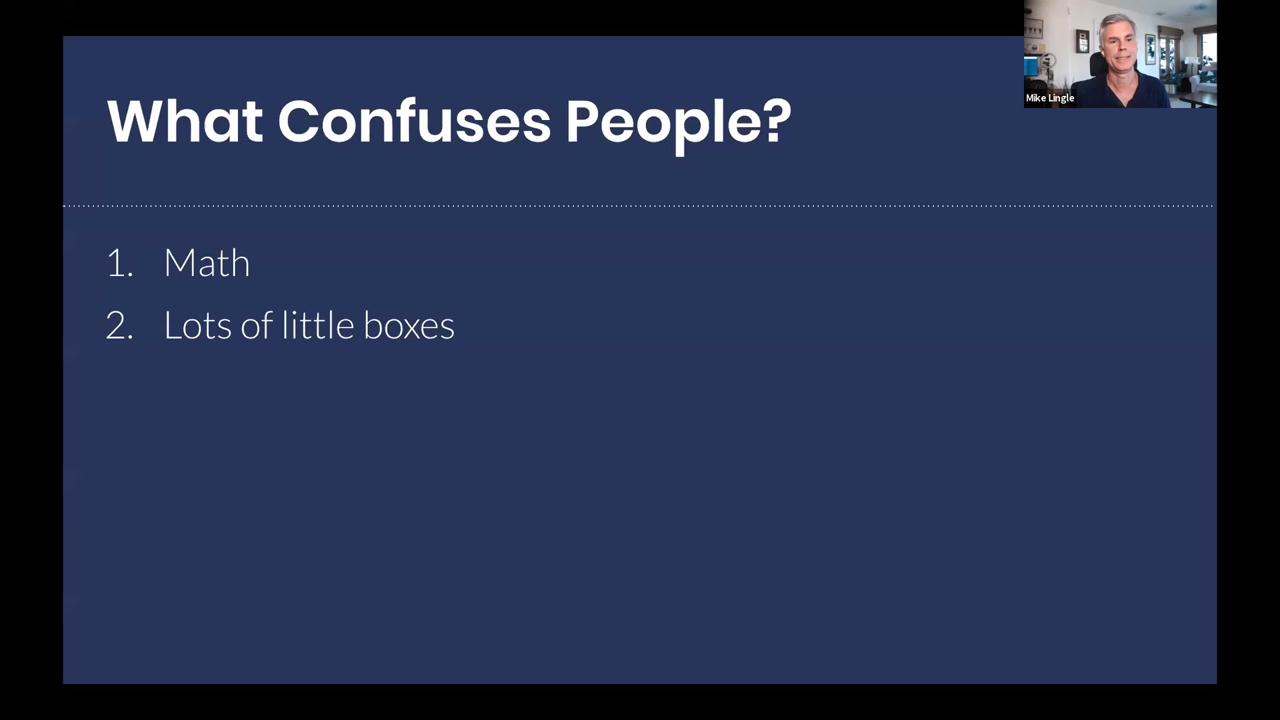 What Confuses People?
Mike Lingle
1. Math
2. Lots of little boxes